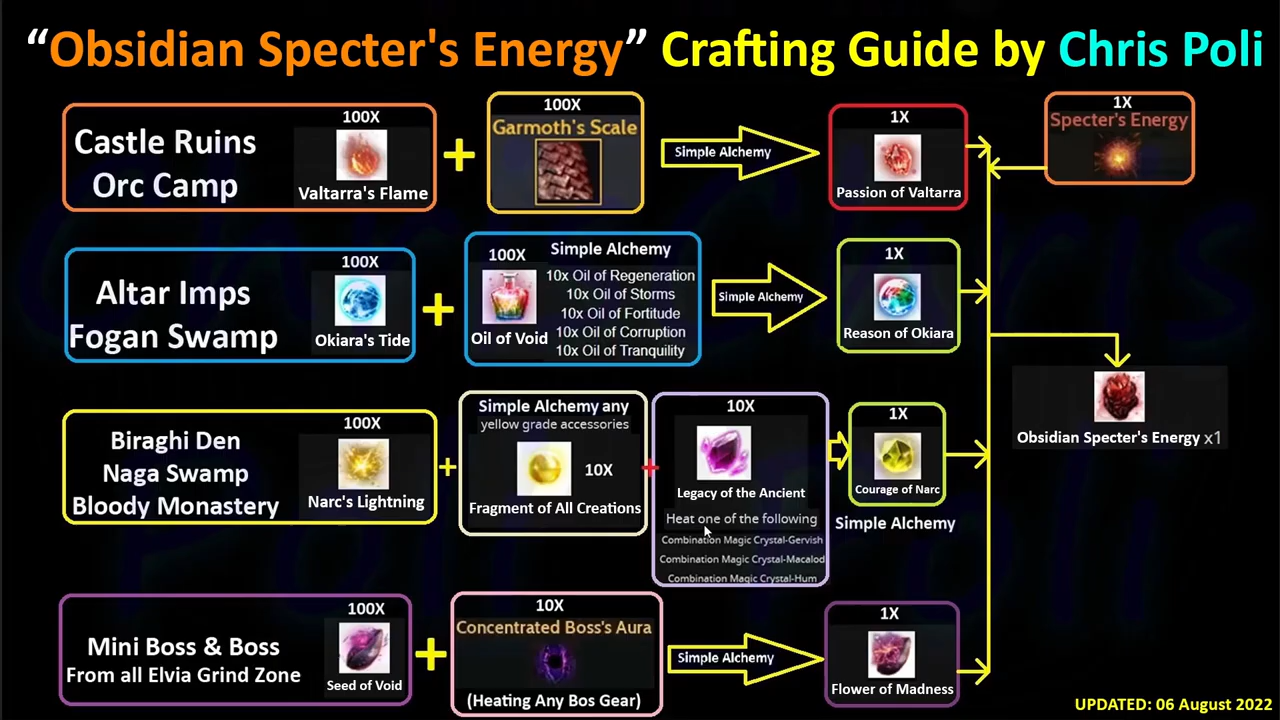 “Obsidian Specter's Energy” Crafting Guide by Chris Poli
Castle Ruins
Orc Camp
100X
Valtarra's Flame
+
100X
Garmoth's Scale
Simple Alchemy
1X
Passion of Valtarra
1X
Specter's Energy
Altar Imps
Fogan Swamp
100X
Okiara's Tide
+
100X
Oil of Void
Simple Alchemy
10x Oil of Regeneration
10x Oil of Storms
10x Oil of Fortitude
10x Oil of Corruption
10x Oil of Tranquility
Simple Alchemy
1X
Reason of Okiara
Obsidian Specter's Energy x1
Biraghi Den
Naga Swamp
Bloody Monastery
100X
Narc's Lightning
+
Simple Alchemy any
yellow grade accessories
10X
Fragment of All Creations
+
10X
Legacy of the Ancient
Heat one of the following
Combination Magic Crystal-Gervish
Combination Magic Crystal-Macalod
Combination Magic Crystal-Hum
1X
Courage of Narc
Simple Alchemy
Mini Boss & Boss
From all Elvia Grind Zone
100X
Seed of Void
+
10X
Concentrated Boss's Aura
(Heating Any Bos Gear)
Simple Alchemy
1X
Flower of Madness
UPDATED: 06 August 2022